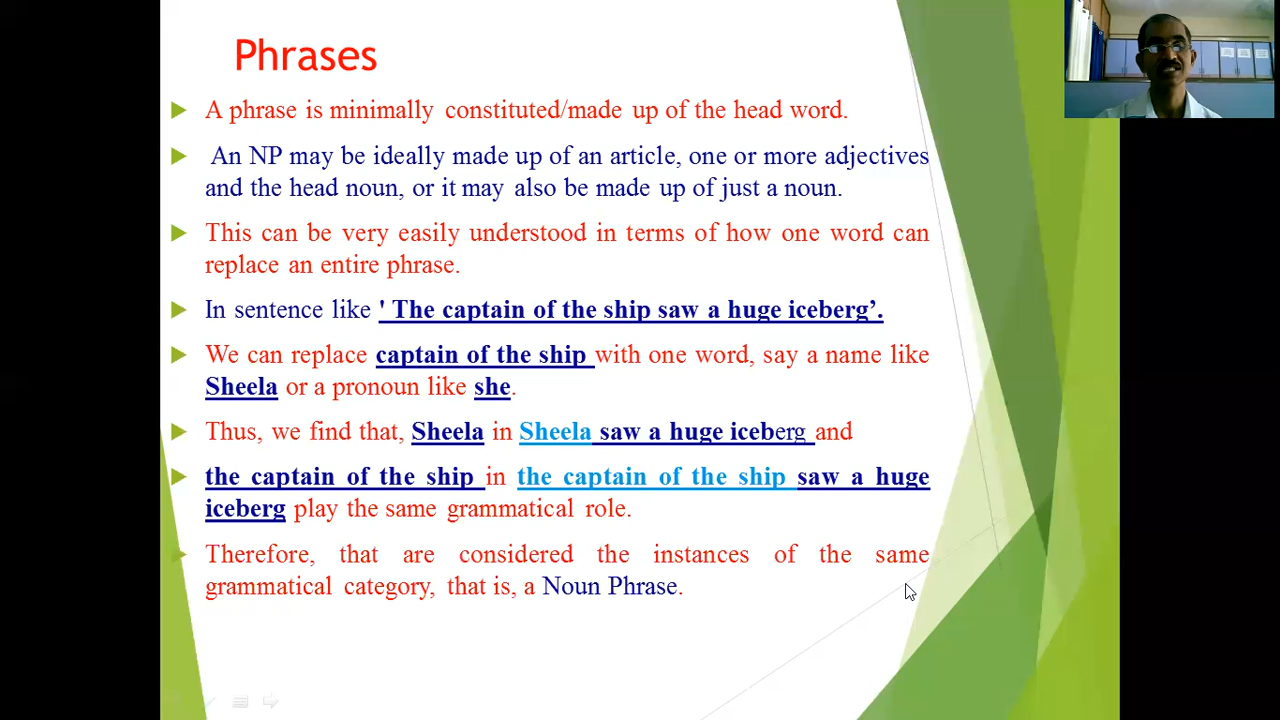 Phrases
A phrase is minimally constituted/made up of the head word.
An NP may be ideally made up of an article, one or more adjectives
and the head noun, or it may also be made up of just a noun.
This can be very easily understood in terms of how one word can
replace an entire phrase.
In sentence like ' The captain of the ship saw a huge iceberg’.
We can replace captain of the ship with one word, say a name like
Sheela or a pronoun like she.
Thus, we find that, Sheela in Sheela saw a huge iceberg and
the captain of the ship in the captain of the ship saw a huge
iceberg play the same grammatical role.
Therefore, that are considered the instances of the same
grammatical category, that is, a Noun Phrase.